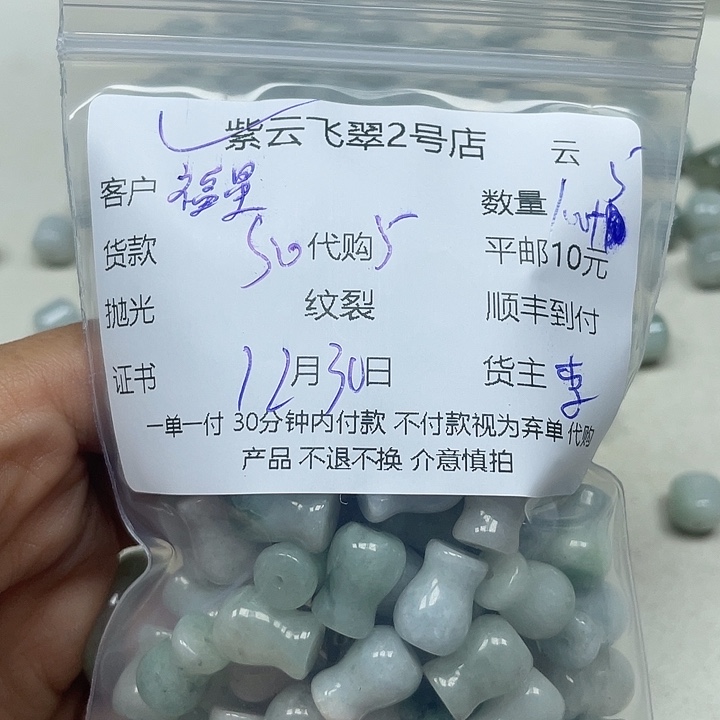 紫云飞翠2号店
云
客户 福星 数量
货款 50 代购 5 平邮10元
抛光 纹裂 顺丰到付
证书 12月30日 货主 李
一单一付 30分钟内付款 不付款视为弃单 代购
产品 不退不换 介意慎拍